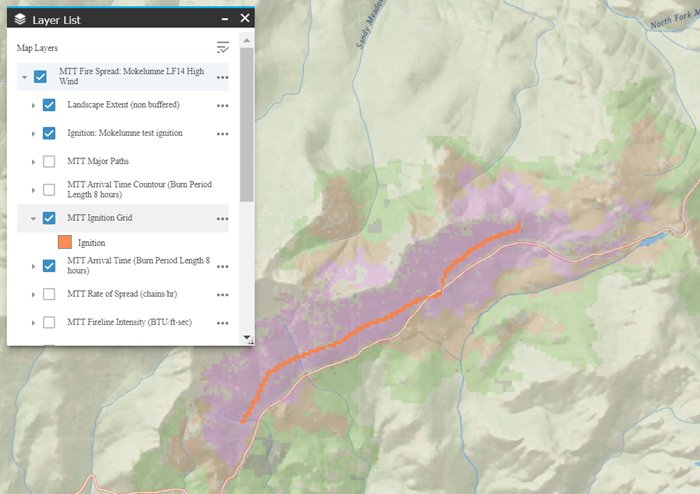 Layer List
Map Layers
MTT Fire Spread: Mokelumne LF14 High
Wind
Landscape Extent (non buffered)
Ignition: Mokelumne test ignition
MTT Major Paths
MTT Arrival Time Countour (Burn Period
Length 8 hours)
MTT Ignition Grid
Ignition
MTT Arrival Time (Burn Period Length 8
hours)
MTT Rate of Spread (chains/hr)
MTT Fireline Intensity (BTU/ft-sec)
Sandy Meadow
North Fork M